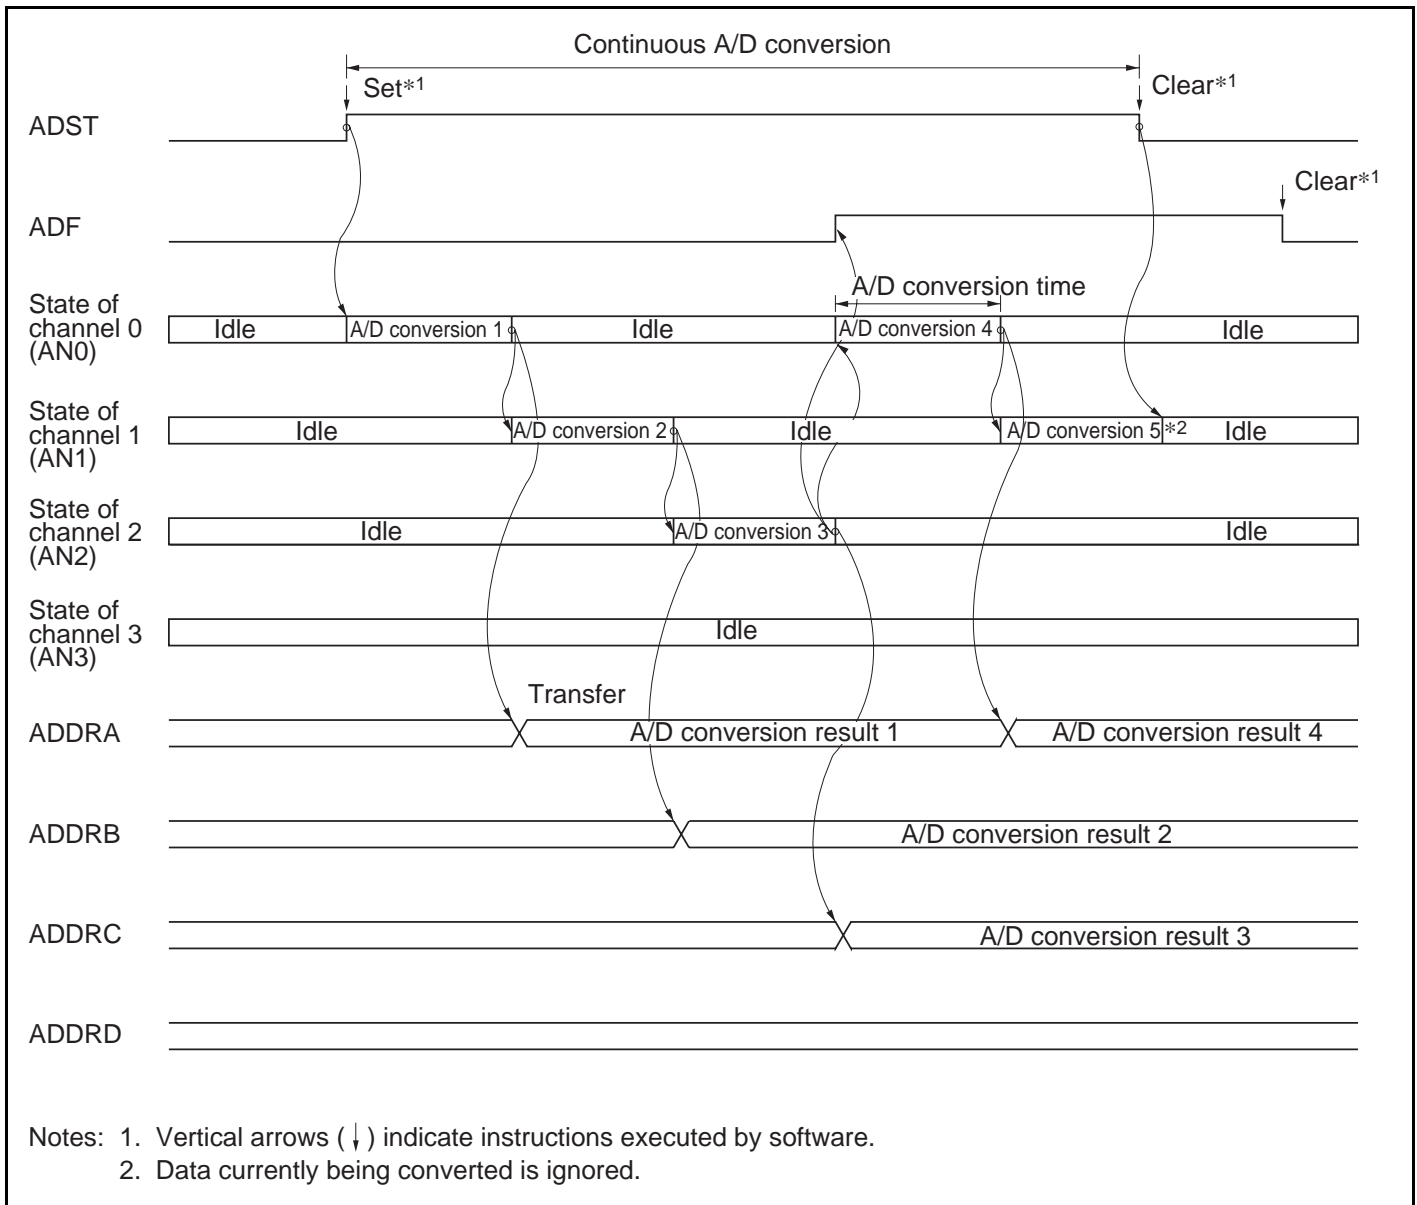 Continuous A/D conversion
Set*1
Clear*1
ADST
Clear*1
ADF
A/D conversion time
State of
channel 0
(AN0)
Idle
A/D conversion 1
Idle
A/D conversion 4
Idle
State of
channel 1
(AN1)
Idle
A/D conversion 2
Idle
A/D conversion 5
*2
Idle
State of
channel 2
(AN2)
Idle
A/D conversion 3
Idle
State of
channel 3
(AN3)
Idle
Transfer
ADDRA
A/D conversion result 1
A/D conversion result 4
ADDRB
A/D conversion result 2
ADDRC
A/D conversion result 3
ADDRD
Notes: 1. Vertical arrows (↓) indicate instructions executed by software.
2. Data currently being converted is ignored.